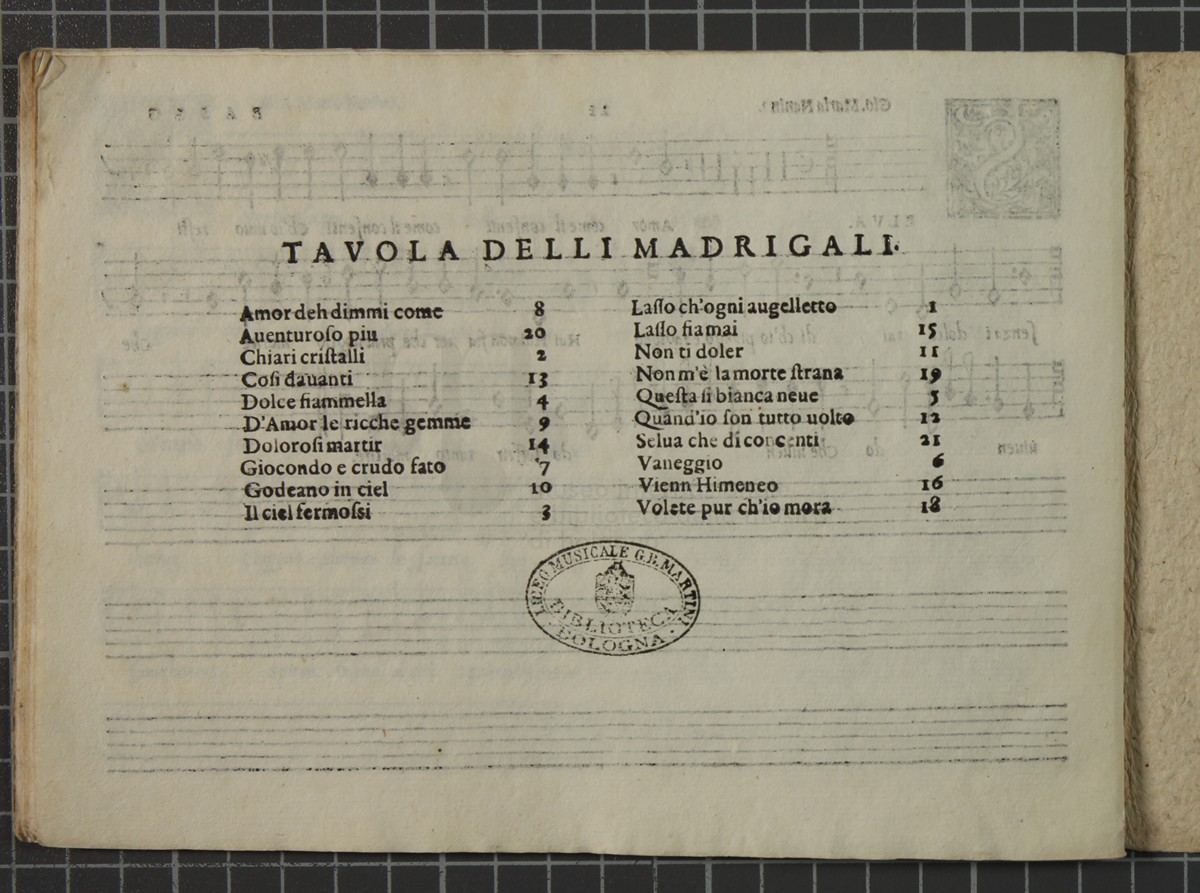 TAVOLA DELLI MADRIGALI.
Amor deh dimmi come 8
Auenturoſo piu 20
Chiari criſtalli 2
Coſi dauanti 13
Dolce fiammella 4
D'Amor le ricche gemme 9
Doloroſi martir 14
Giocondo e crudo fato 7
Godeano in ciel 10
Il ciel fermoſsi 3
Laſſo ch'ogni augelletto 1
Laſſo fia mai 15
Non ti doler 11
Non m'è la morte ſtrana 19
Queſta ſi bianca neue 5
Quand'io ſon tutto uolto 12
Selua che di concenti 21
Vaneggio 6
Vienn Himeneo 16
Volete pur ch'io mora 18
LICEO MUSICALE G.B. MARTINI
BIBLIOTECA
BOLOGNA